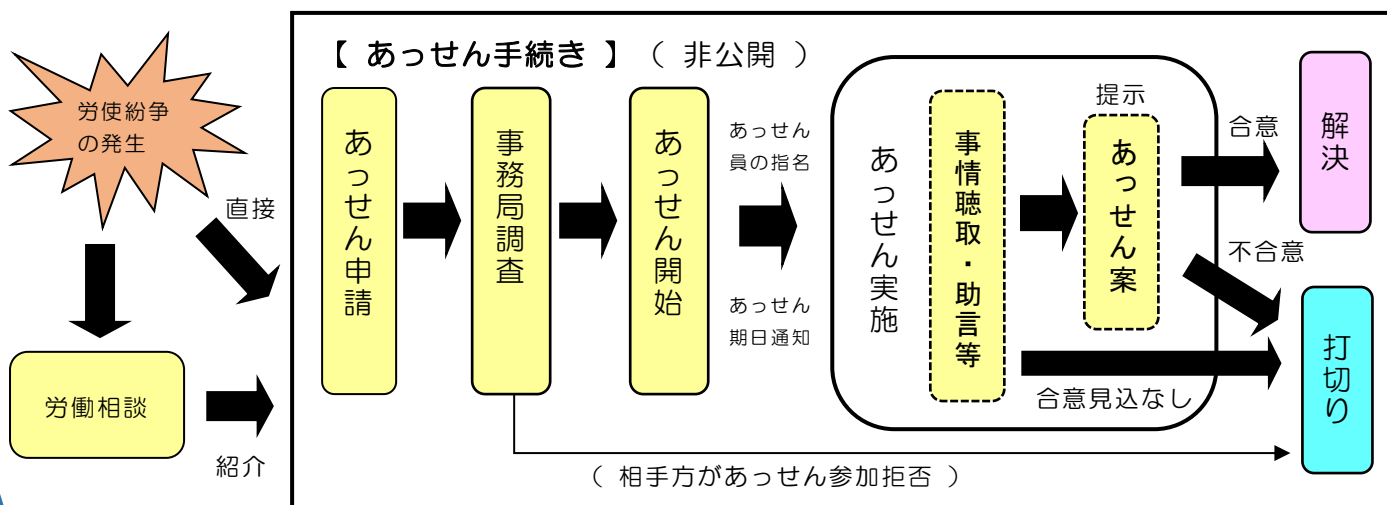 【 あっせん手続き 】（ 非公開 ）
労使紛争
の発生
直接
労働相談
紹介
あっせん申請
事務局調査
あっせん開始
あっせん
員の指名
あっせん
期日通知
あっせん実施
事情聴取・助言等
提示
あっせん案
合意
解決
不合意
打切り
合意見込なし
（ 相手方があっせん参加拒否 ）